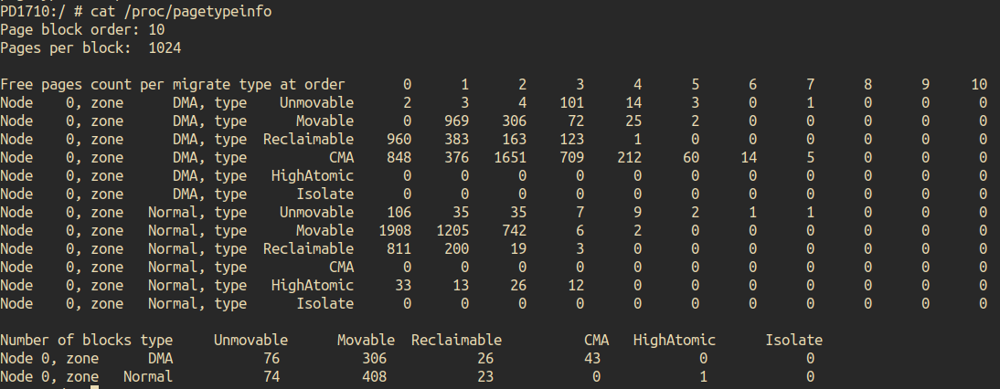 PD1710:/ # cat /proc/pagetypeinfo
Page block order: 10
Pages per block:  1024
Free pages count per migrate type at order       0      1      2      3      4      5      6      7      8      9     10
Node    0, zone      DMA, type    Unmovable      2      3      4    101     14      3      0      1      0      0      0
Node    0, zone      DMA, type      Movable      0    969    306     72     25      2      0      0      0      0      0
Node    0, zone      DMA, type  Reclaimable    960    383    163    123      1      0      0      0      0      0      0
Node    0, zone      DMA, type          CMA    848    376   1651    709    212     60     14      5      0      0      0
Node    0, zone      DMA, type   HighAtomic      0      0      0      0      0      0      0      0      0      0      0
Node    0, zone      DMA, type      Isolate      0      0      0      0      0      0      0      0      0      0      0
Node    0, zone   Normal, type    Unmovable    106     35     35      7      9      2      1      1      0      0      0
Node    0, zone   Normal, type      Movable   1908   1205    742      6      2      0      0      0      0      0      0
Node    0, zone   Normal, type  Reclaimable    811    200     19      3      0      0      0      0      0      0      0
Node    0, zone   Normal, type          CMA      0      0      0      0      0      0      0      0      0      0      0
Node    0, zone   Normal, type   HighAtomic     33     13     26     12      0      0      0      0      0      0      0
Node    0, zone   Normal, type      Isolate      0      0      0      0      0      0      0      0      0      0      0
Number of blocks type     Unmovable      Movable  Reclaimable          CMA   HighAtomic      Isolate
Node 0, zone      DMA           76          306           26           43            0            0
Node 0, zone   Normal           74          408           23            0            1            0